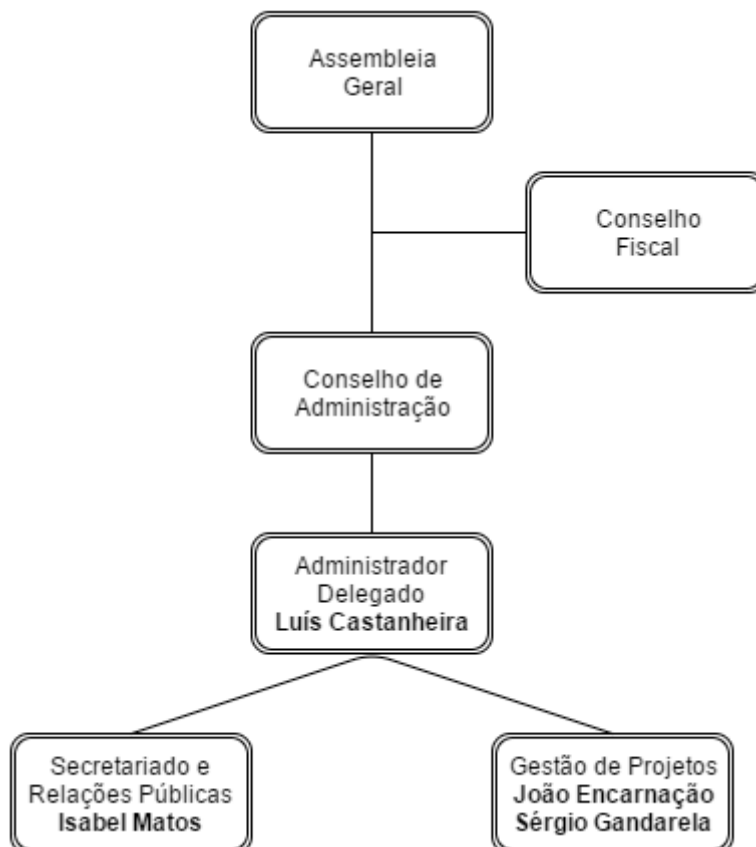 Assembleia
Geral
Conselho
Fiscal
Conselho de
Administração
Administrador
Delegado
Luís Castanheira
Secretariado e
Relações Públicas
Isabel Matos
Gestão de Projetos
João Encarnação
Sérgio Gandarela